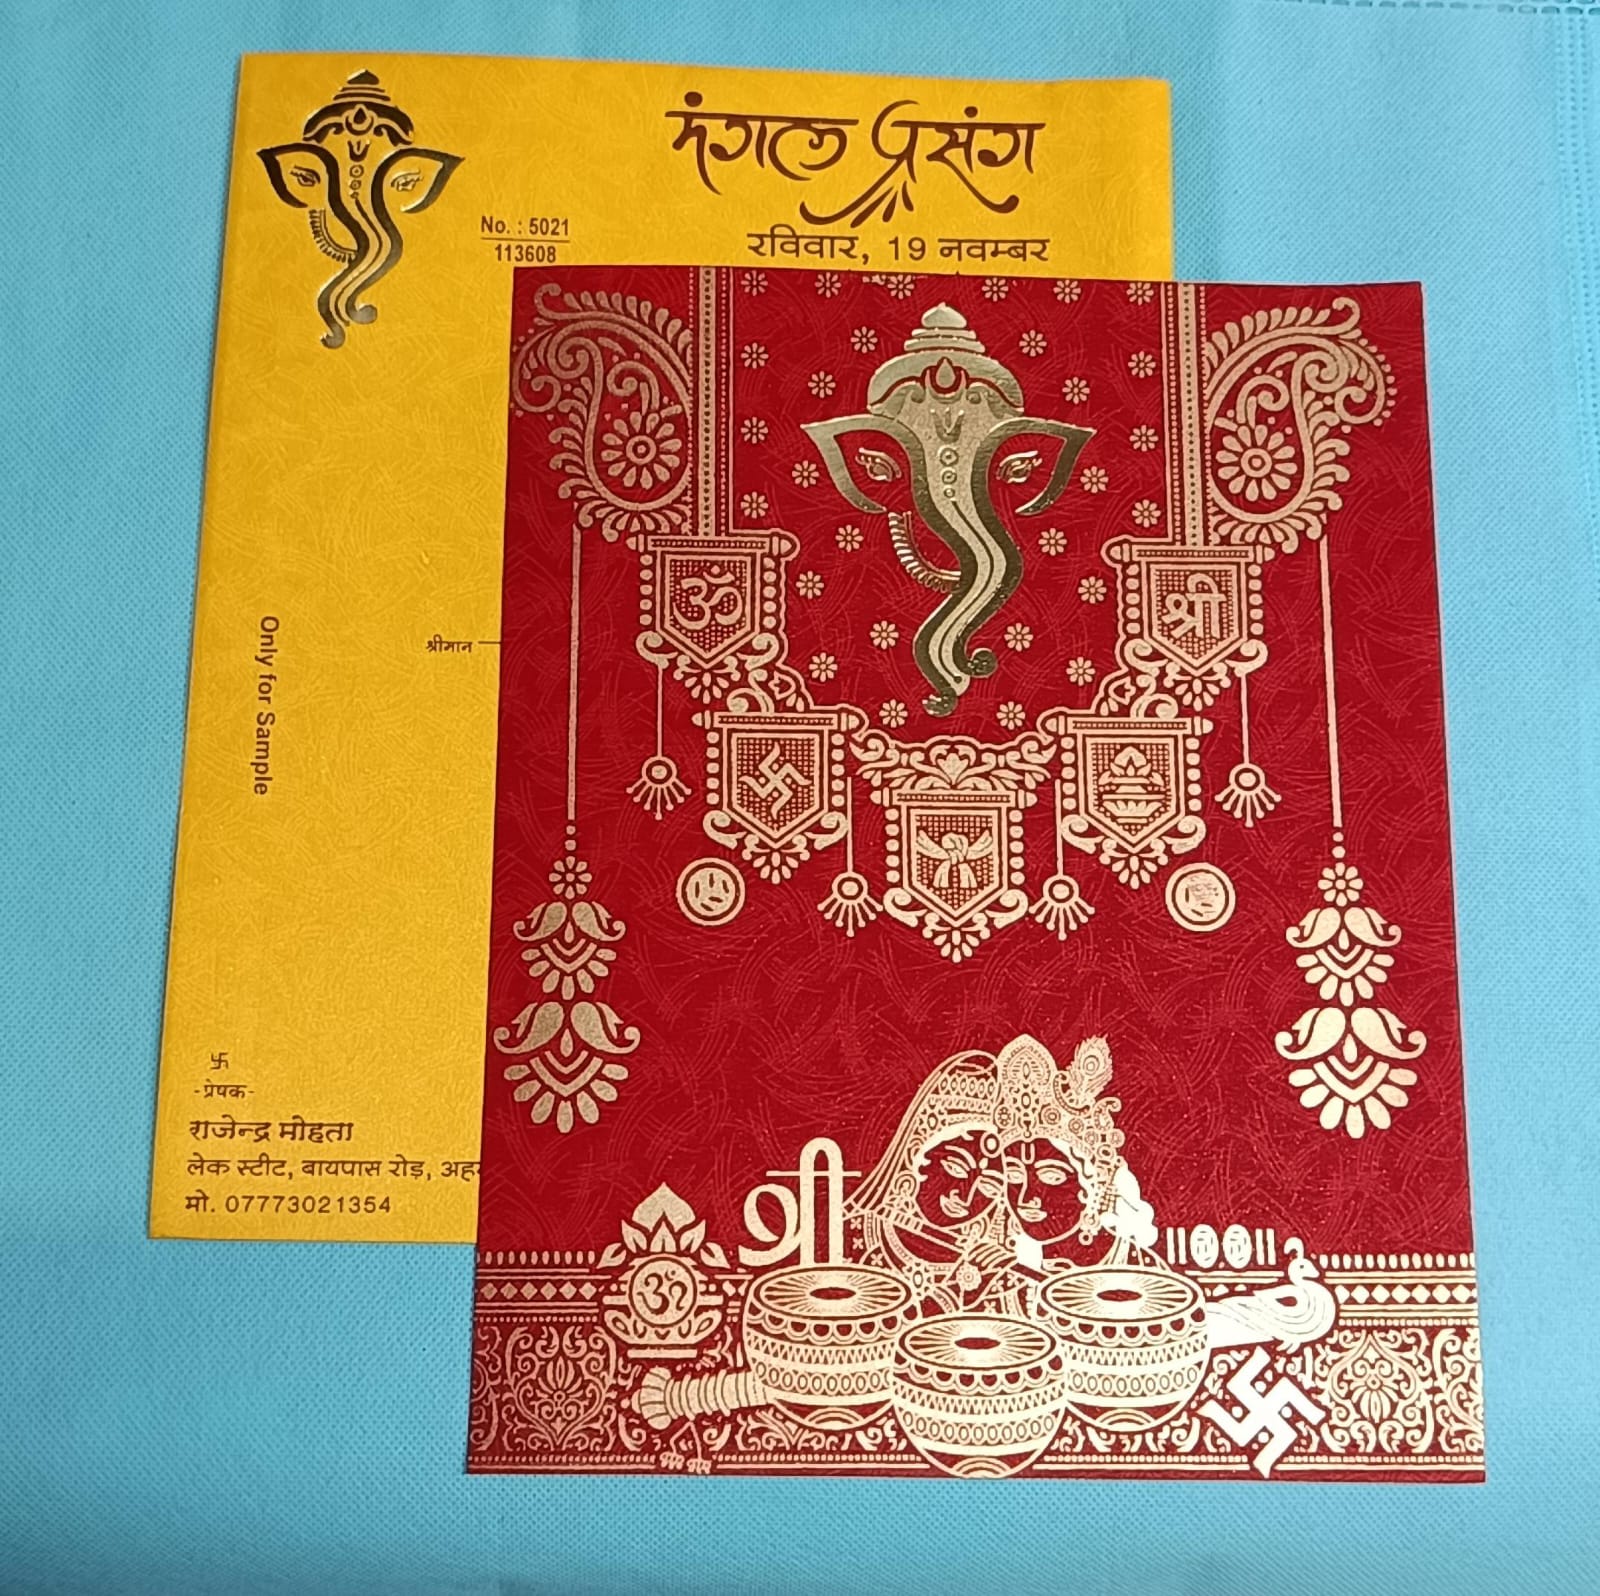 मंगल प्रसंग
No. : 5021
113608
रविवार, 19 नवम्बर
ॐ
श्री
श्रीमान
Only for Sample
-प्रेषक-
राजेन्द्र मोहता
लेक स्टीट, बायपास रोड़,
मो. 07773021354
श्री
ॐ